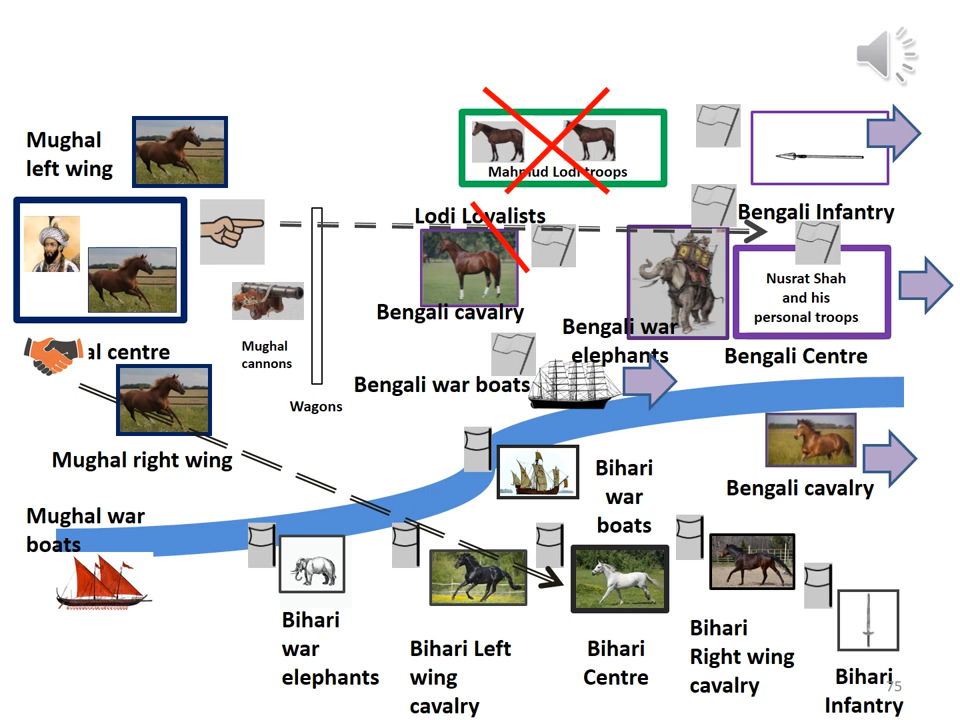 Mughal
left wing
Mahmud Lodi troops
Lodi Loyalists
Bengali Infantry
Nusrat Shah
and his
personal troops
Bengali cavalry
Bengali war
elephants
Mughal
cannons
al centre
Bengali Centre
Bengali war boats
Wagons
Mughal right wing
Bihari
war
boats
Bengali cavalry
Mughal war
boats
Bihari
war
elephants
Bihari Left
wing
cavalry
Bihari
Centre
Bihari
Right wing
cavalry
Bihari
Infantry
75